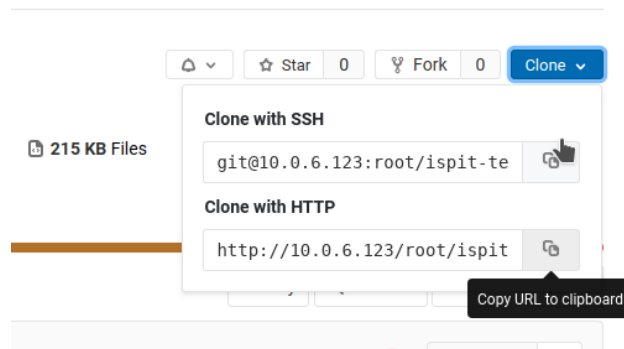 Star 0 Fork 0 Clone
Clone with SSH
215 KB Files
git@10.0.6.123:root/ispit-te
Clone with HTTP
http://10.0.6.123/root/ispit
Copy URL to clipboard